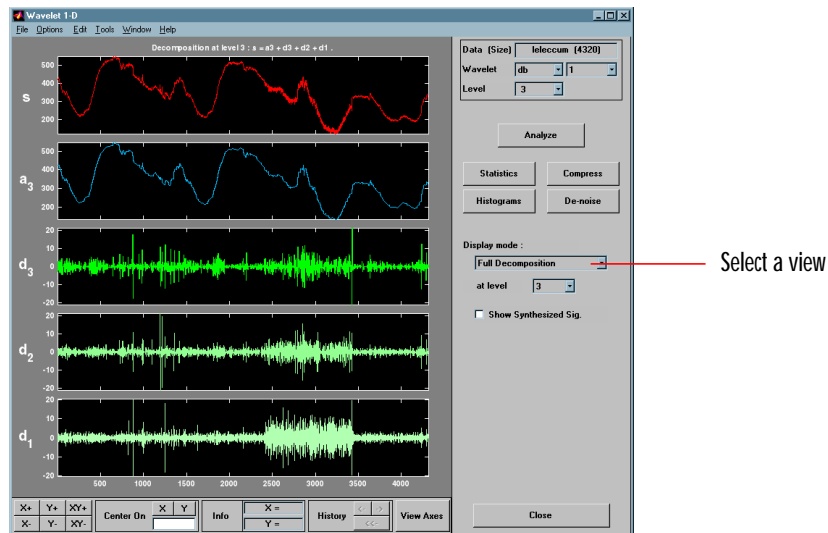 Wavelet 1-D
File Options Edit Tools Window Help
Decomposition at level 3 : s = a3 + d3 + d2 + d1 .
s
500
400
300
200
a3
500
400
300
200
d3
20
10
0
-10
-20
d2
20
10
0
-10
-20
d1
20
10
0
-10
-20
500 1000 1500 2000 2500 3000 3500 4000
Data (Size) leleccum (4320)
Wavelet db 1
Level 3
Analyze
Statistics Compress
Histograms De-noise
Display mode :
Full Decomposition
at level 3
Show Synthesized Sig.
Select a view
X+ Y+ XY+
X- Y- XY-
Center On X Y
Info X =
Y =
History <- ->
<<-
View Axes
Close